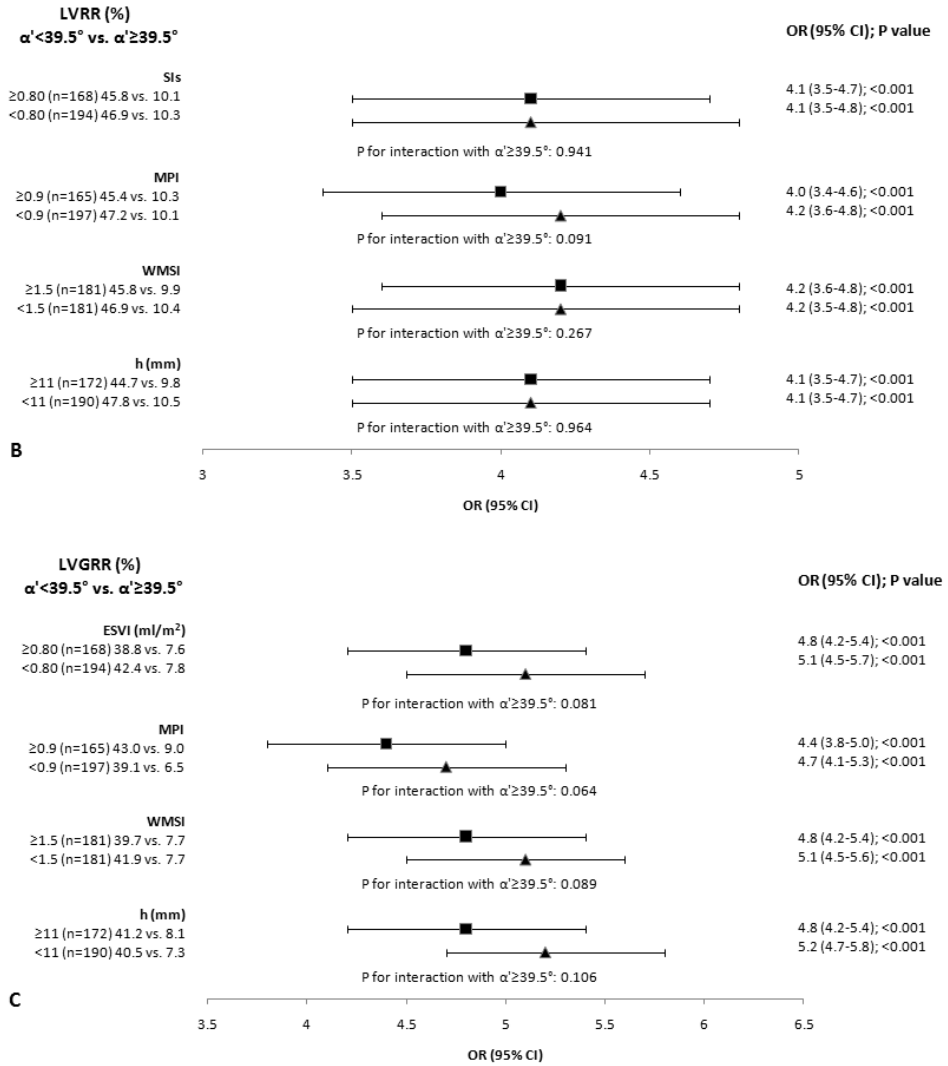 LVRR (%)
α'<39.5° vs. α'≥39.5°
OR (95% CI); P value
SIs
≥0.80 (n=168) 45.8 vs. 10.1
4.1 (3.5-4.7); <0.001
<0.80 (n=194) 46.9 vs. 10.3
4.1 (3.5-4.8); <0.001
P for interaction with α'≥39.5°: 0.941
MPI
≥0.9 (n=165) 45.4 vs. 10.3
4.0 (3.4-4.6); <0.001
<0.9 (n=197) 47.2 vs. 10.1
4.2 (3.6-4.8); <0.001
P for interaction with α'≥39.5°: 0.091
WMSI
≥1.5 (n=181) 45.8 vs. 9.9
4.2 (3.6-4.8); <0.001
<1.5 (n=181) 46.9 vs. 10.4
4.2 (3.5-4.8); <0.001
P for interaction with α'≥39.5°: 0.267
h (mm)
≥11 (n=172) 44.7 vs. 9.8
4.1 (3.5-4.7); <0.001
<11 (n=190) 47.8 vs. 10.5
4.1 (3.5-4.7); <0.001
P for interaction with α'≥39.5°: 0.964
B
3 3.5 4 4.5 5
OR (95% CI)
LVGRR (%)
α'<39.5° vs. α'≥39.5°
OR (95% CI); P value
ESVI (ml/m²)
≥0.80 (n=168) 38.8 vs. 7.6
4.8 (4.2-5.4); <0.001
<0.80 (n=194) 42.4 vs. 7.8
5.1 (4.5-5.7); <0.001
P for interaction with α'≥39.5°: 0.081
MPI
≥0.9 (n=165) 43.0 vs. 9.0
4.4 (3.8-5.0); <0.001
<0.9 (n=197) 39.1 vs. 6.5
4.7 (4.1-5.3); <0.001
P for interaction with α'≥39.5°: 0.064
WMSI
≥1.5 (n=181) 39.7 vs. 7.7
4.8 (4.2-5.4); <0.001
<1.5 (n=181) 41.9 vs. 7.7
5.1 (4.5-5.6); <0.001
P for interaction with α'≥39.5°: 0.089
h (mm)
≥11 (n=172) 41.2 vs. 8.1
4.8 (4.2-5.4); <0.001
<11 (n=190) 40.5 vs. 7.3
5.2 (4.7-5.8); <0.001
P for interaction with α'≥39.5°: 0.106
C
3.5 4 4.5 5 5.5 6 6.5
OR (95% CI)